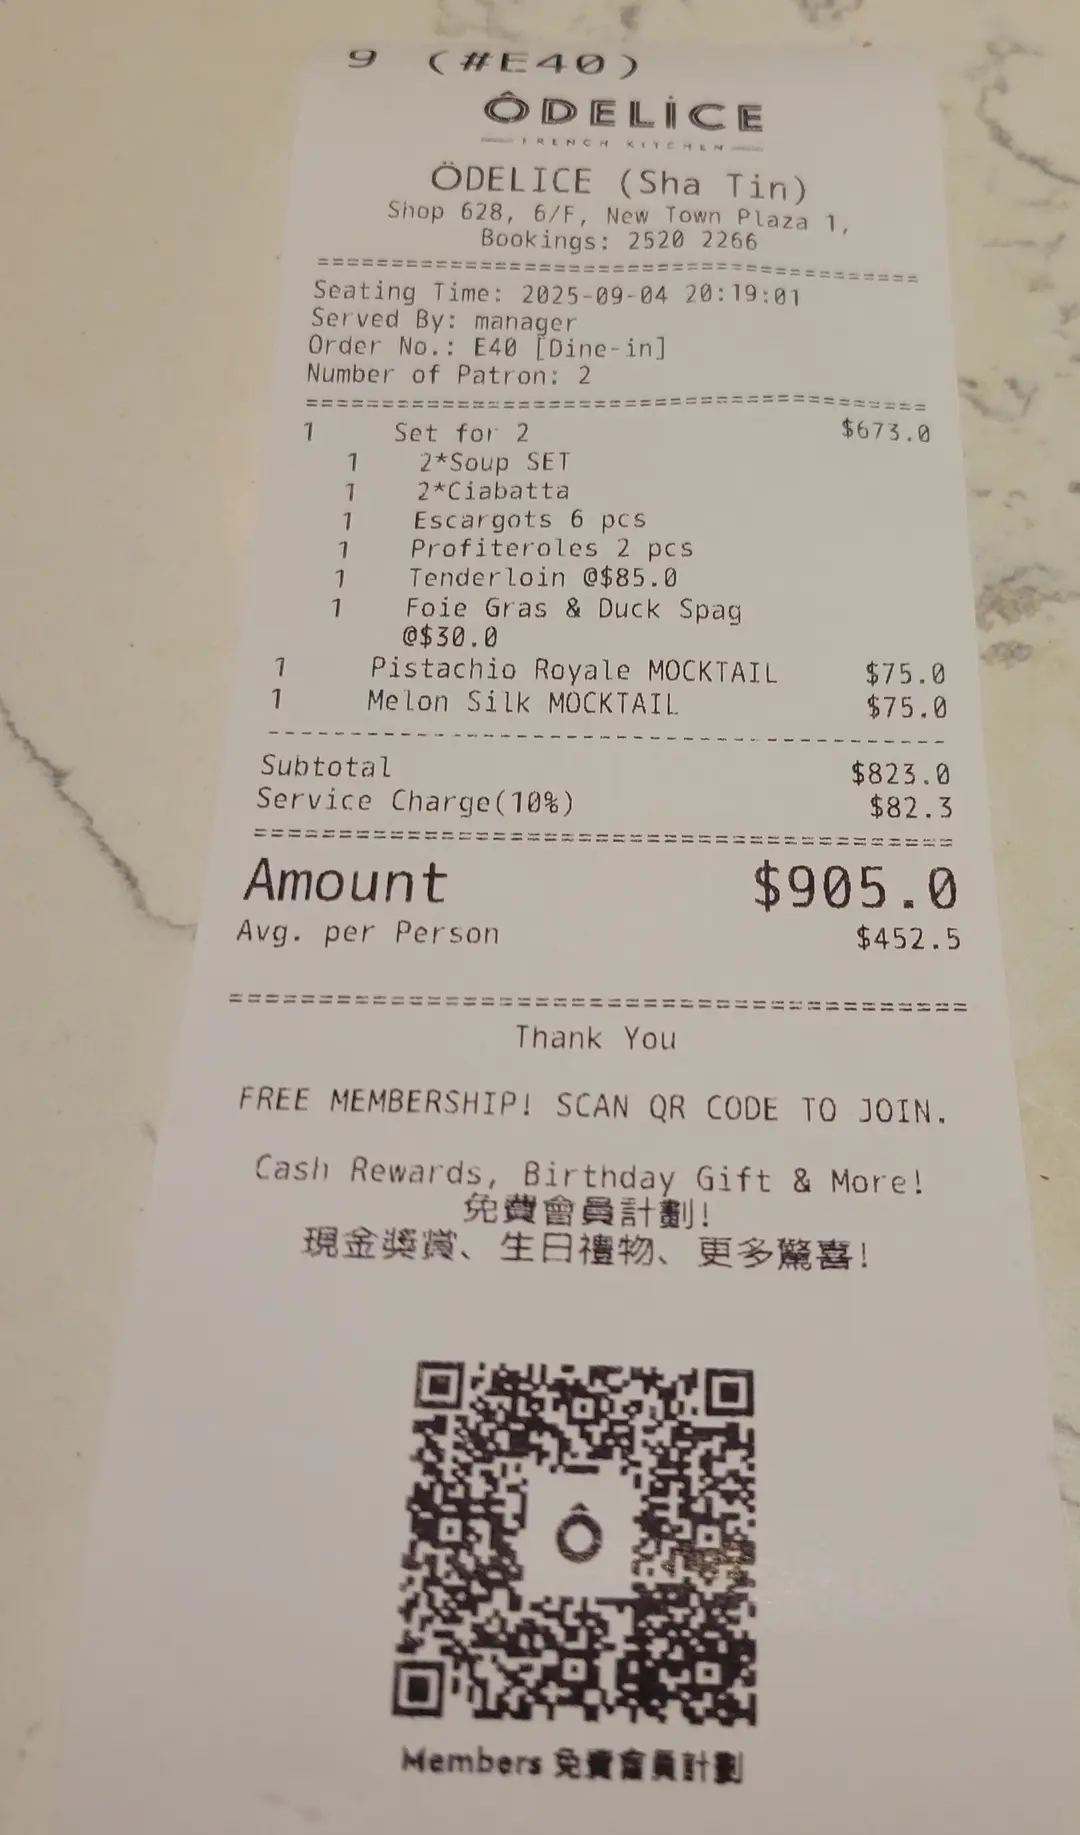 9 (#E40)
ÔDELİCE
FRENCH KITCHEN
ÖDELICE (Sha Tin)
Shop 628, 6/F, New Town Plaza 1,
Bookings: 2520 2266
==========================================
Seating Time: 2025-09-04 20:19:01
Served By: manager
Order No.: E40 [Dine-in]
Number of Patron: 2
==========================================
1 Set for 2 $673.0
1 2*Soup SET
1 2*Ciabatta
1 Escargots 6 pcs
1 Profiteroles 2 pcs
1 Tenderloin @$85.0
1 Foie Gras & Duck Spag
@$30.0
1 Pistachio Royale MOCKTAIL $75.0
1 Melon Silk MOCKTAIL $75.0
------------------------------------------
Subtotal $823.0
Service Charge(10%) $82.3
==========================================
Amount $905.0
Avg. per Person $452.5
==========================================
Thank You
FREE MEMBERSHIP! SCAN QR CODE TO JOIN.
Cash Rewards, Birthday Gift & More!
免費會員計劃!
現金獎賞、生日禮物、更多驚喜!
Ô
Members 免費會員計劃